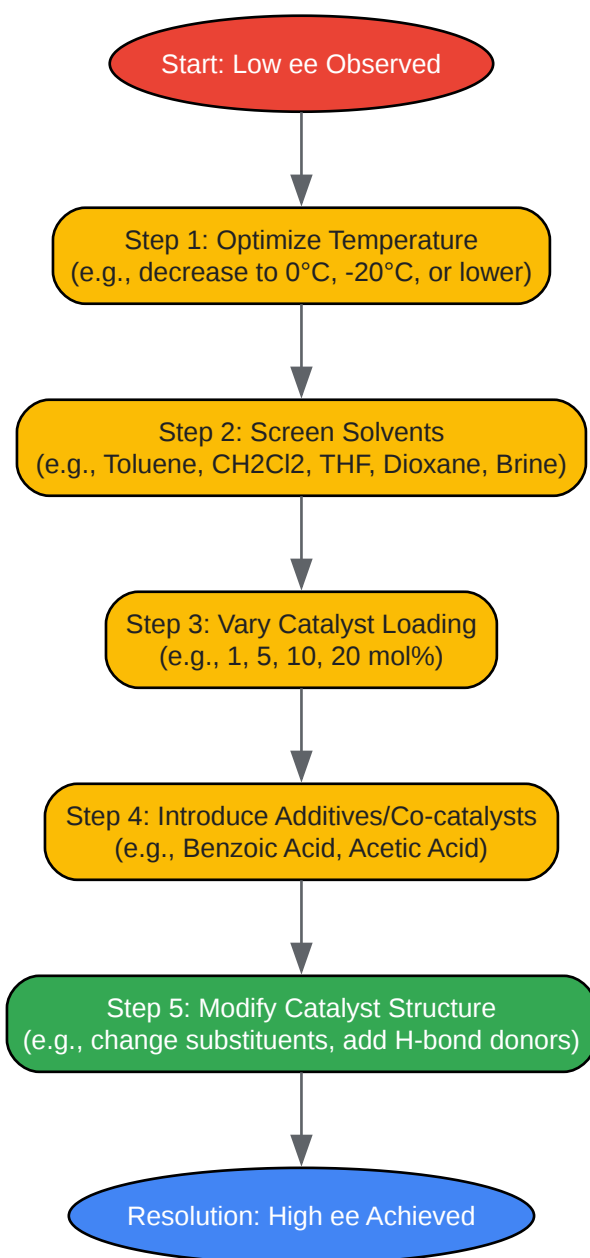 Start: Low ee Observed
Step 1: Optimize Temperature
(e.g., decrease to 0°C, -20°C, or lower)
Step 2: Screen Solvents
(e.g., Toluene, CH2Cl2, THF, Dioxane, Brine)
Step 3: Vary Catalyst Loading
(e.g., 1, 5, 10, 20 mol%)
Step 4: Introduce Additives/Co-catalysts
(e.g., Benzoic Acid, Acetic Acid)
Step 5: Modify Catalyst Structure
(e.g., change substituents, add H-bond donors)
Resolution: High ee Achieved